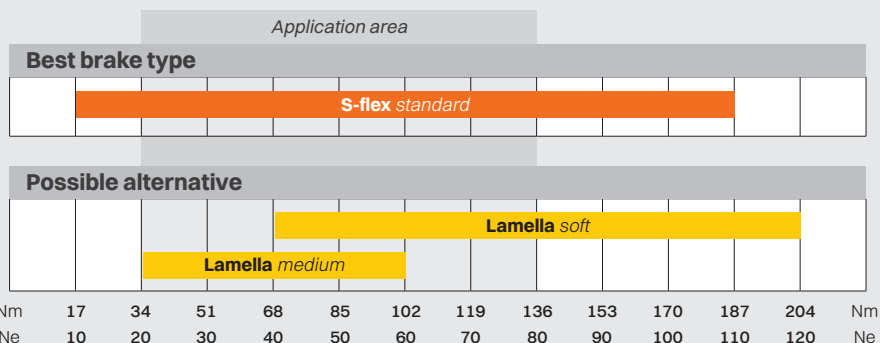 Application area
Best brake type
S-flex standard
Possible alternative
Lamella soft
Lamella medium
Nm 17 34 51 68 85 102 119 136 153 170 187 204 Nm
Ne 10 20 30 40 50 60 70 80 90 100 110 120 Ne